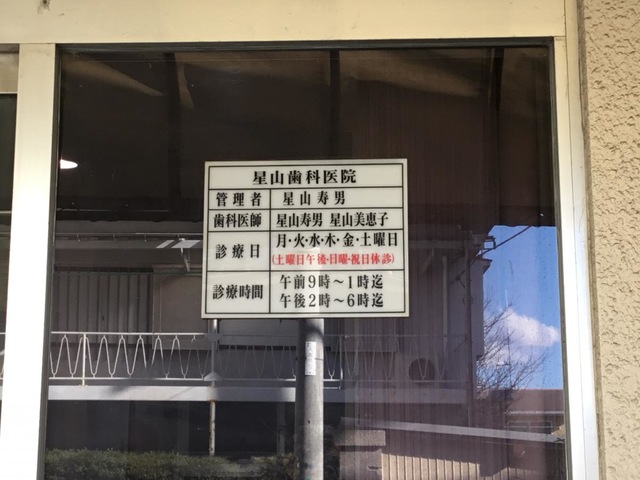 星山歯科医院
管理者 星山寿男
歯科医師 星山寿男 星山美恵子
診療日 月・火・水・木・金・土曜日
(土曜日午後・日曜・祝日休診)
診療時間 午前9時〜1時迄
午後2時〜6時迄